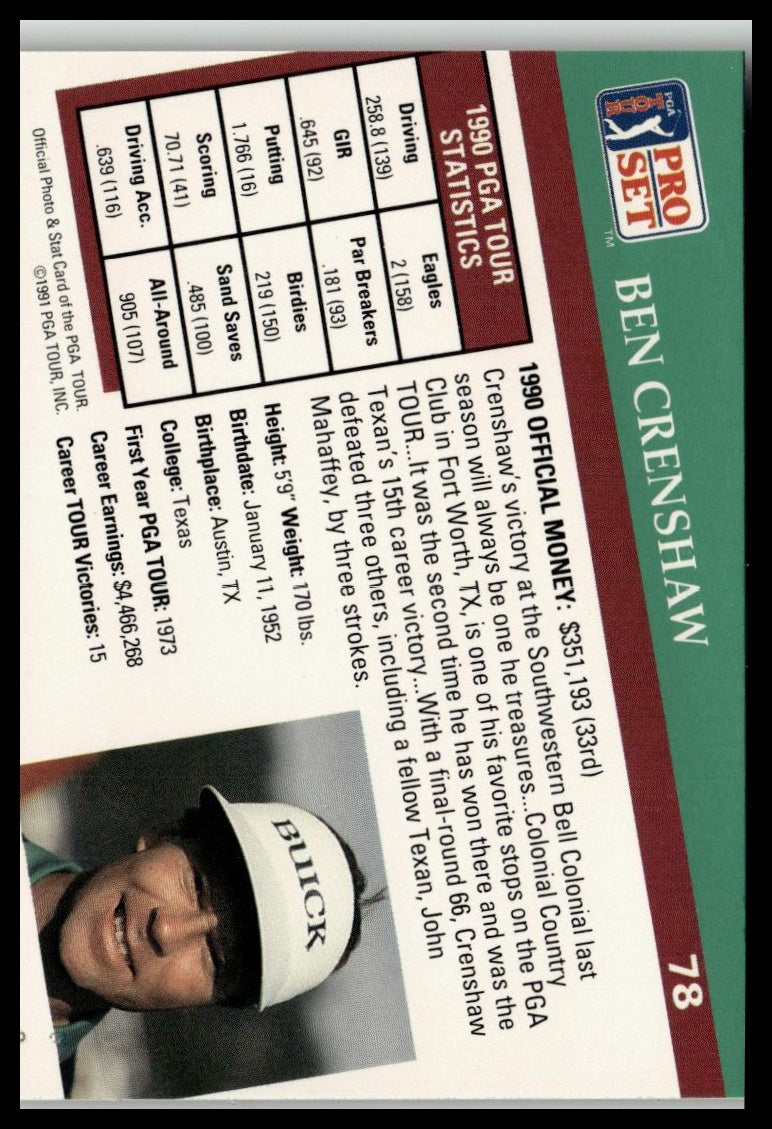 PGA
TOUR
PRO
SET
TM
BEN CRENSHAW
78
1990 PGA TOUR
STATISTICS
Driving
258.8 (139)
Eagles
2 (158)
GIR
.645 (92)
Par Breakers
.181 (93)
Putting
1.766 (16)
Birdies
219 (150)
Scoring
70.71 (41)
Sand Saves
.485 (100)
Driving Acc.
.639 (116)
All-Around
905 (107)
Official Photo & Stat Card of the PGA TOUR.
©1991 PGA TOUR, INC.
1990 OFFICIAL MONEY: $351,193 (33rd)
Crenshaw's victory at the Southwestern Bell Colonial last
season will always be one he treasures...Colonial Country
Club in Fort Worth, TX, is one of his favorite stops on the PGA
TOUR...It was the second time he has won there and was the
Texan's 15th career victory...With a final-round 66, Crenshaw
defeated three others, including a fellow Texan, John
Mahaffey, by three strokes.
Height: 5'9" Weight: 170 lbs.
Birthdate: January 11, 1952
Birthplace: Austin, TX
College: Texas
First Year PGA TOUR: 1973
Career Earnings: $4,466,268
Career TOUR Victories: 15
BUICK